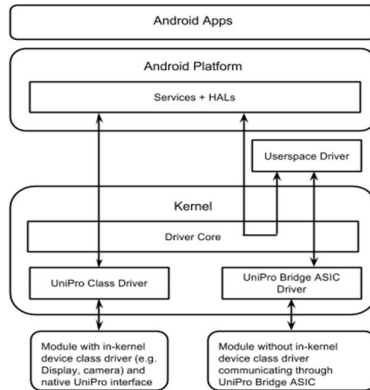 Android Apps
Android Platform
Services + HALs
Userspace Driver
Kernel
Driver Core
UniPro Class Driver
UniPro Bridge ASIC
Driver
Module with in-kernel
device class driver (e.g.
Display, camera) and
native UniPro interface
Module without in-kernel
device class driver
communicating through
UniPro Bridge ASIC